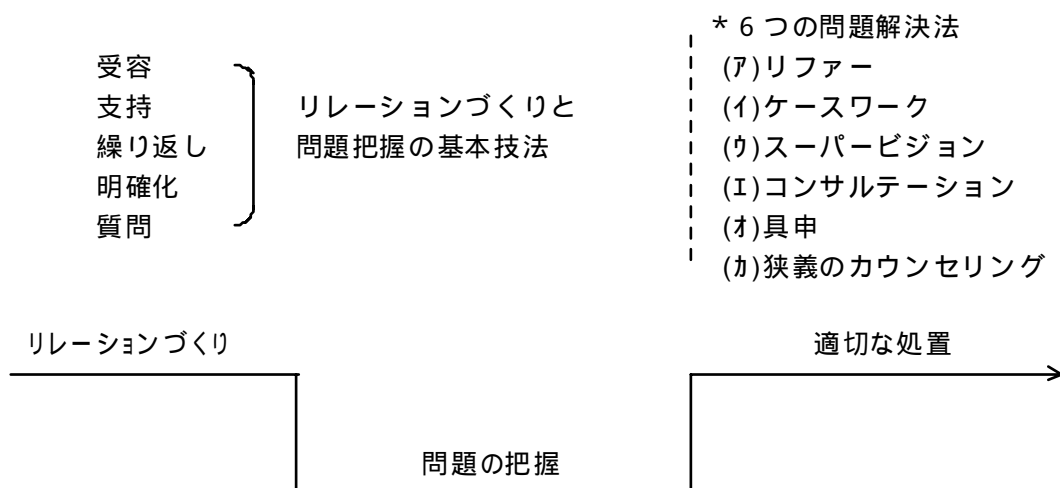 受容
支持
繰り返し
明確化
質問
リレーションづくりと
問題把握の基本技法
*6つの問題解決法
(ｱ)リファー
(ｲ)ケースワーク
(ｳ)スーパービジョン
(ｴ)コンサルテーション
(ｵ)具申
(ｶ)狭義のカウンセリング
リレーションづくり
適切な処置
問題の把握